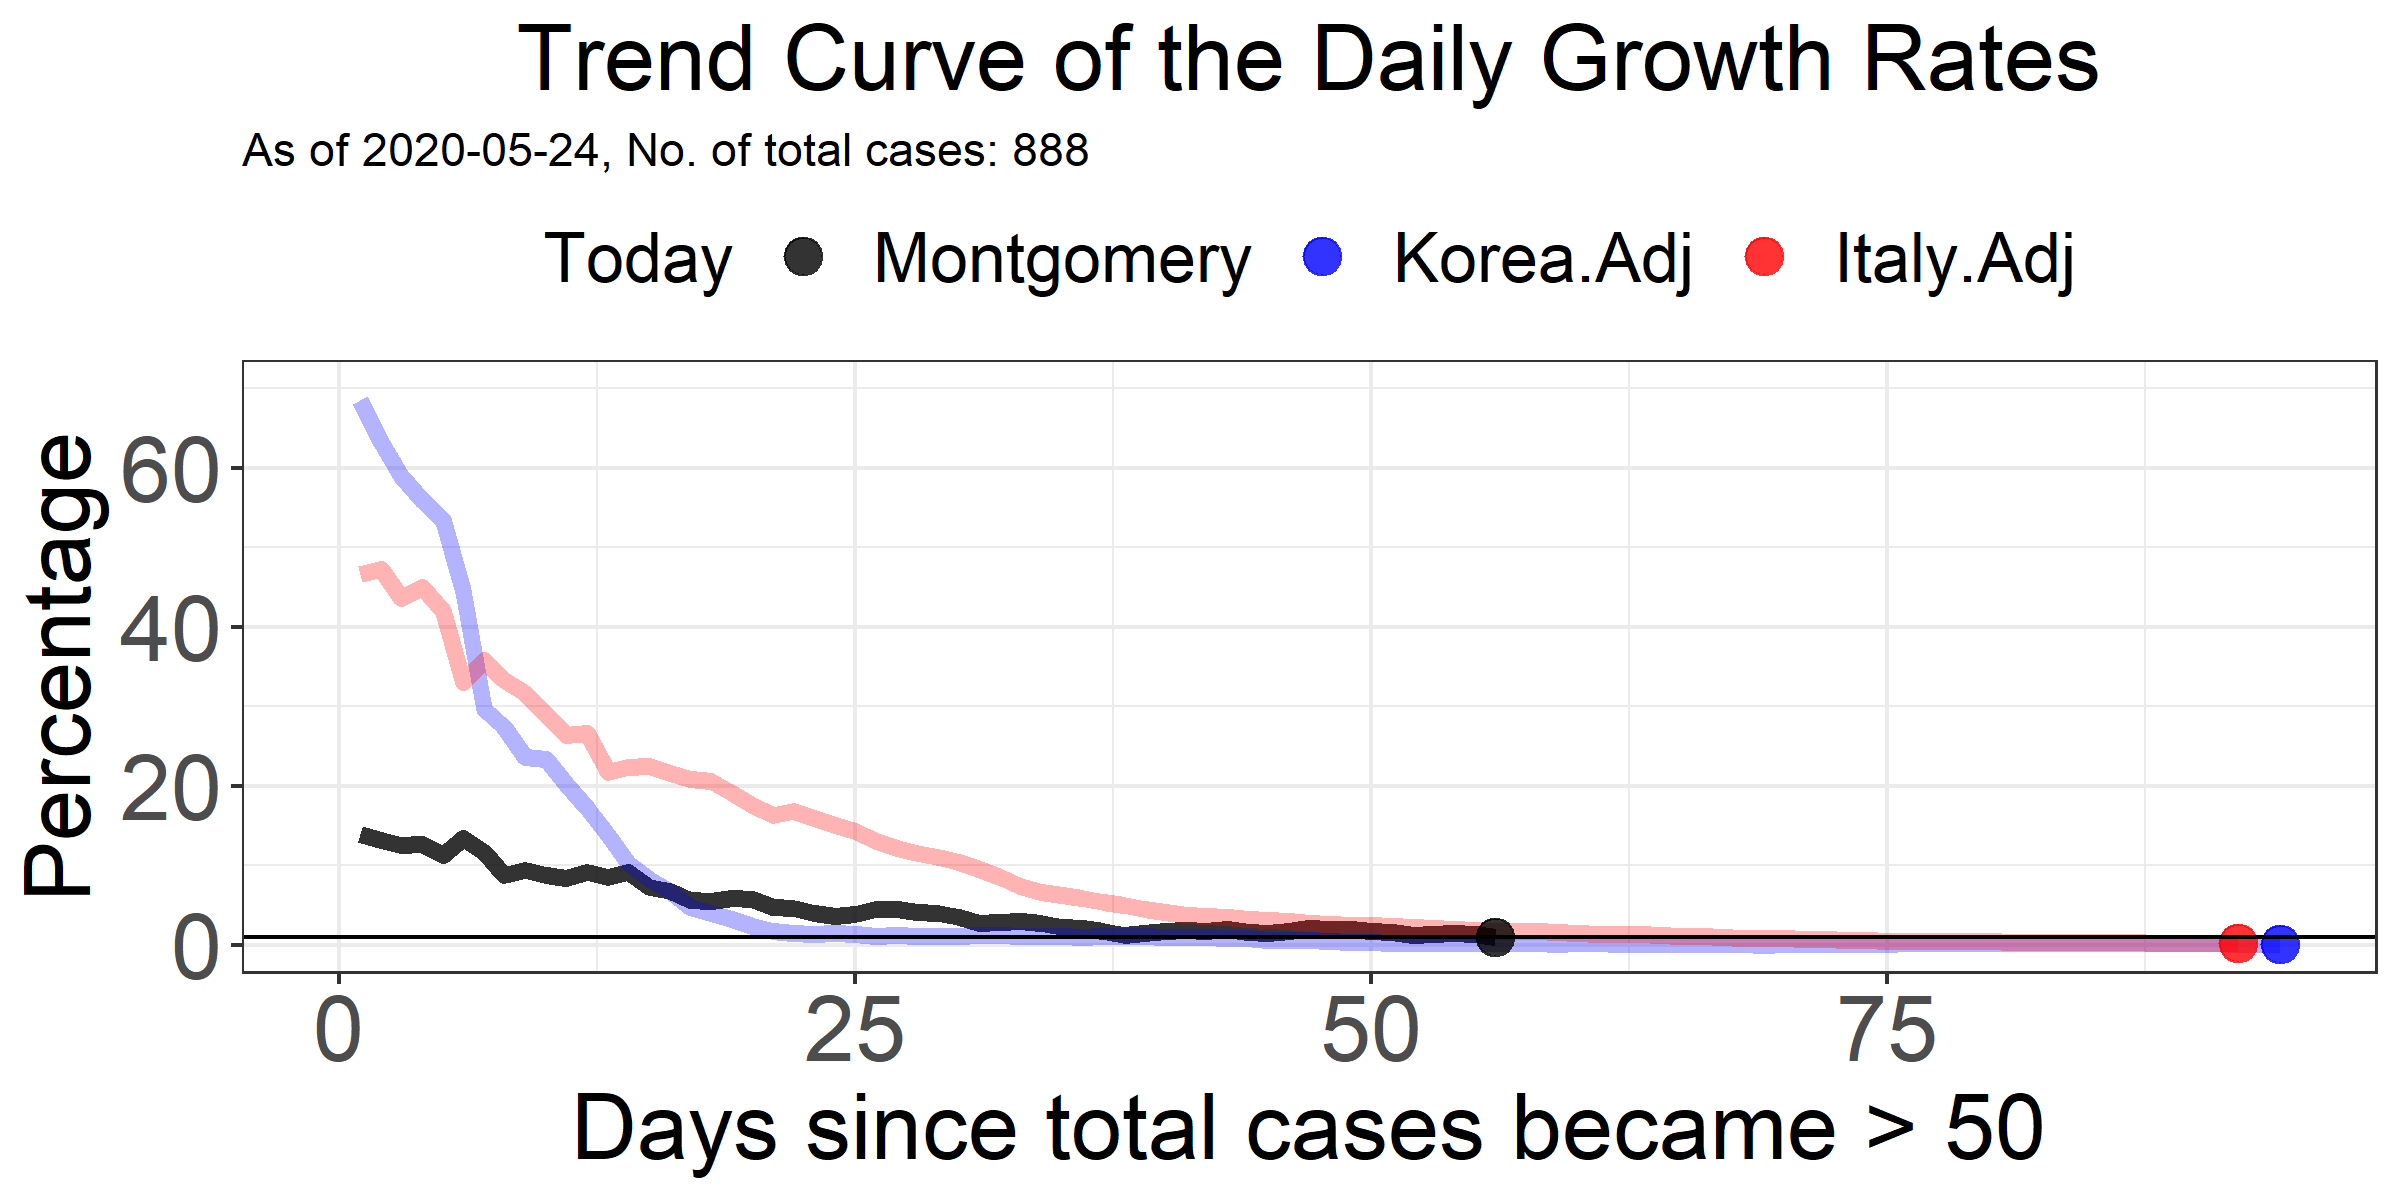 Trend Curve of the Daily Growth Rates
As of 2020-05-24, No. of total cases: 888
Today Montgomery Korea.Adj Italy.Adj
Percentage
60
40
20
0
0 25 50 75
Days since total cases became > 50